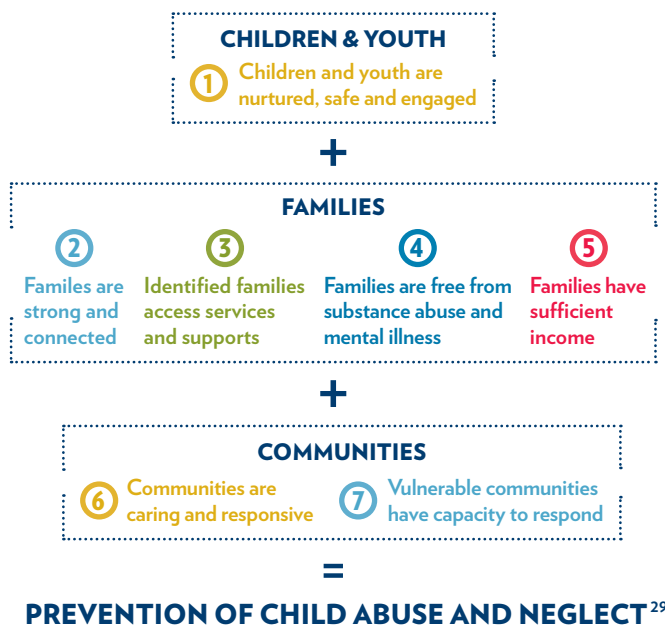 CHILDREN & YOUTH
1
Children and youth are
nurtured, safe and engaged
+
FAMILIES
2
Familes are
strong and
connected
3
Identified families
access services
and supports
4
Families are free from
substance abuse and
mental illness
5
Families have
sufficient
income
+
COMMUNITIES
6
Communities are
caring and responsive
7
Vulnerable communities
have capacity to respond
=
PREVENTION OF CHILD ABUSE AND NEGLECT 29